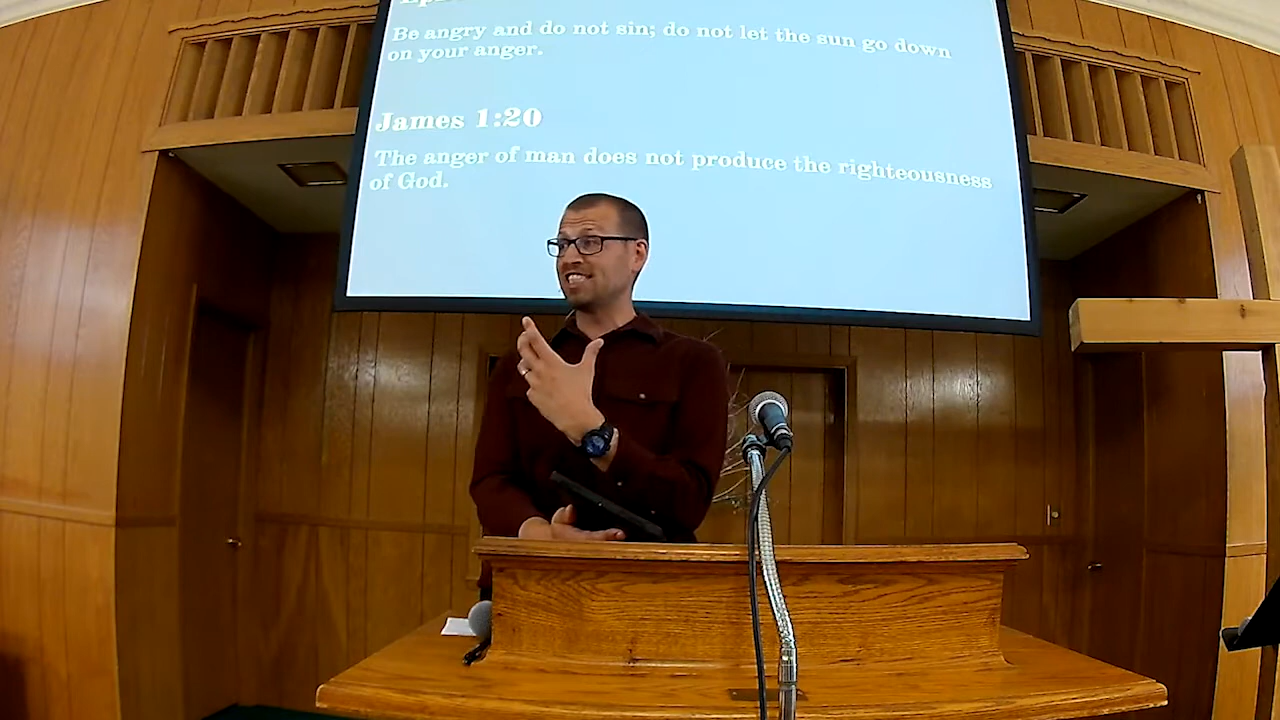 Be angry and do not sin; do not let the sun go down
on your anger.
James 1:20
The anger of man does not produce the righteousness
of God.